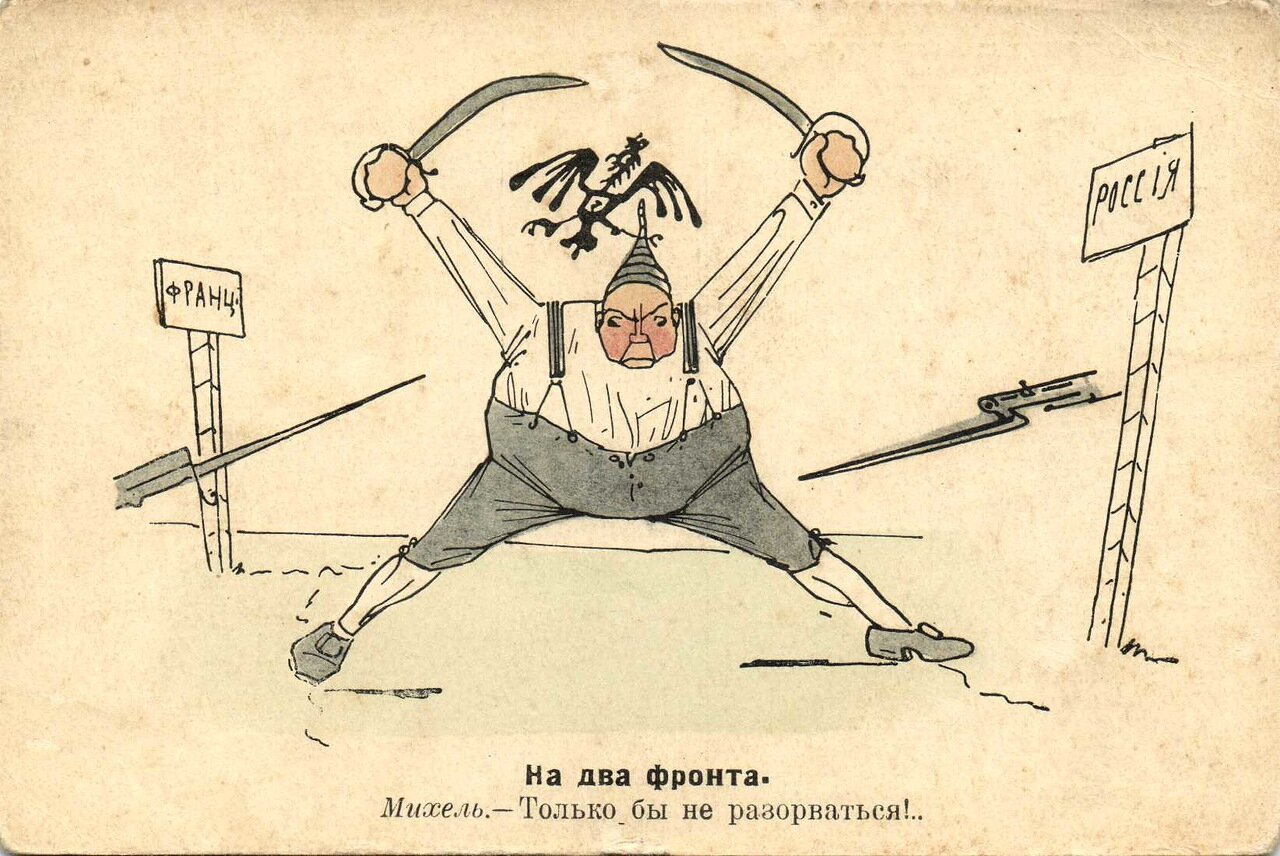 ФРАНЦ.
РОССІЯ
На два фронта.
Михель.—Только бы не разорваться!..